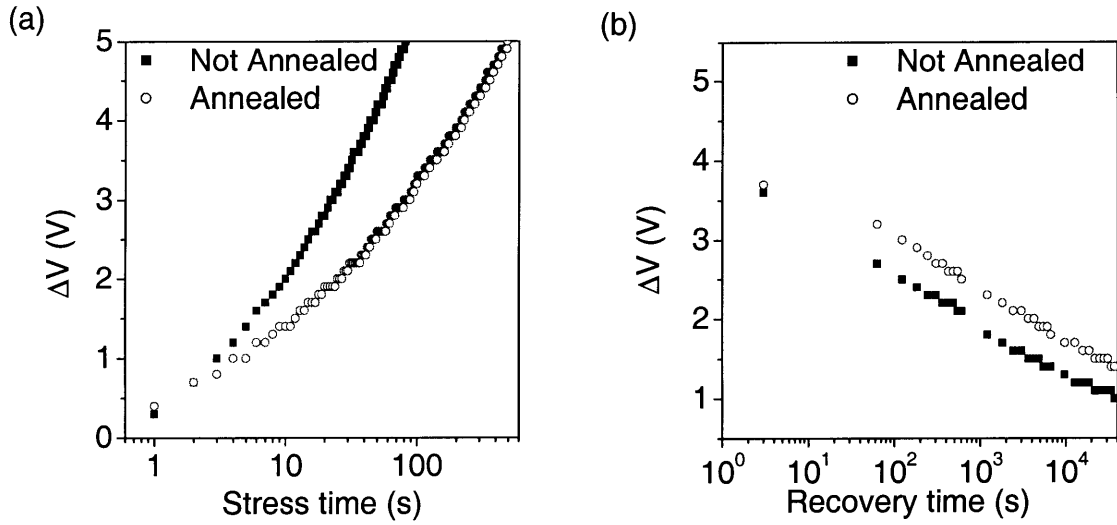 (a)
5
4
3
2
1
0
ΔV (V)
■ Not Annealed
○ Annealed
1
10
100
Stress time (s)
(b)
5
4
3
2
1
ΔV (V)
■ Not Annealed
○ Annealed
10⁰
10¹
10²
10³
10⁴
Recovery time (s)